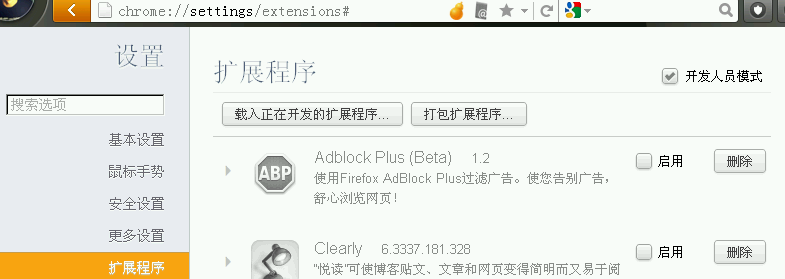 chrome://settings/extensions#
设置
搜索选项
基本设置
鼠标手势
安全设置
更多设置
扩展程序
扩展程序
开发人员模式
载入正在开发的扩展程序... 打包扩展程序...
ABP
Adblock Plus (Beta) 1.2
使用Firefox AdBlock Plus过滤广告。使您告别广告，
舒心浏览网页！
启用 删除
Clearly 6.3337.181.328
"悦读"可使博客贴文、文章和网页变得简明而又易于阅
启用 删除